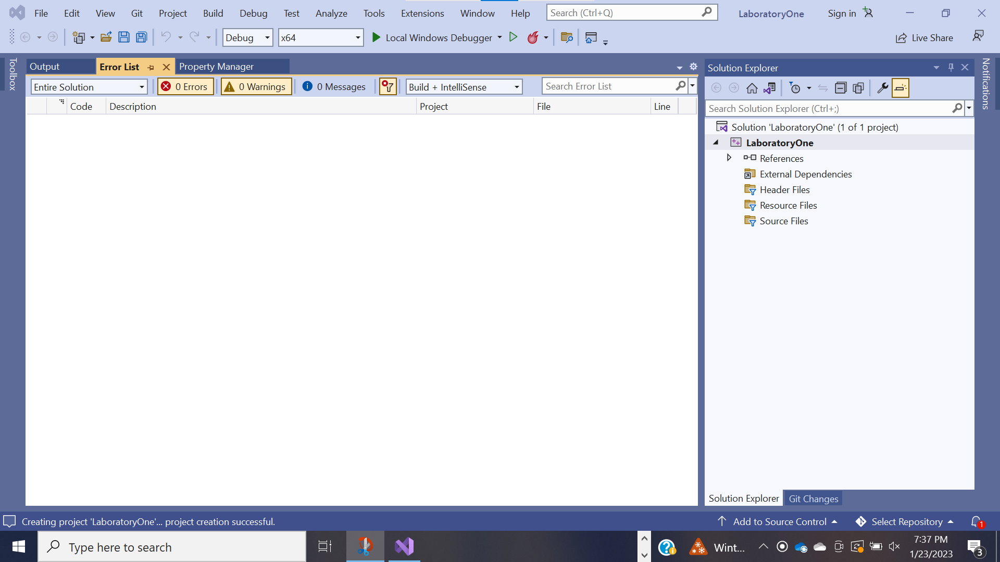 File Edit View Git Project Build Debug Test Analyze Tools Extensions Window Help Search (Ctrl+Q) LaboratoryOne Sign in
Debug x64 Local Windows Debugger Live Share
Toolbox
Output Error List Property Manager
Entire Solution 0 Errors 0 Warnings 0 Messages Build + IntelliSense Search Error List
Code Description Project File Line
Solution Explorer
Search Solution Explorer (Ctrl+;)
Solution 'LaboratoryOne' (1 of 1 project)
LaboratoryOne
References
External Dependencies
Header Files
Resource Files
Source Files
Solution Explorer Git Changes
Notifications
Creating project 'LaboratoryOne'... project creation successful. Add to Source Control Select Repository 1
Type here to search Wint... 7:37 PM
1/23/2023 3